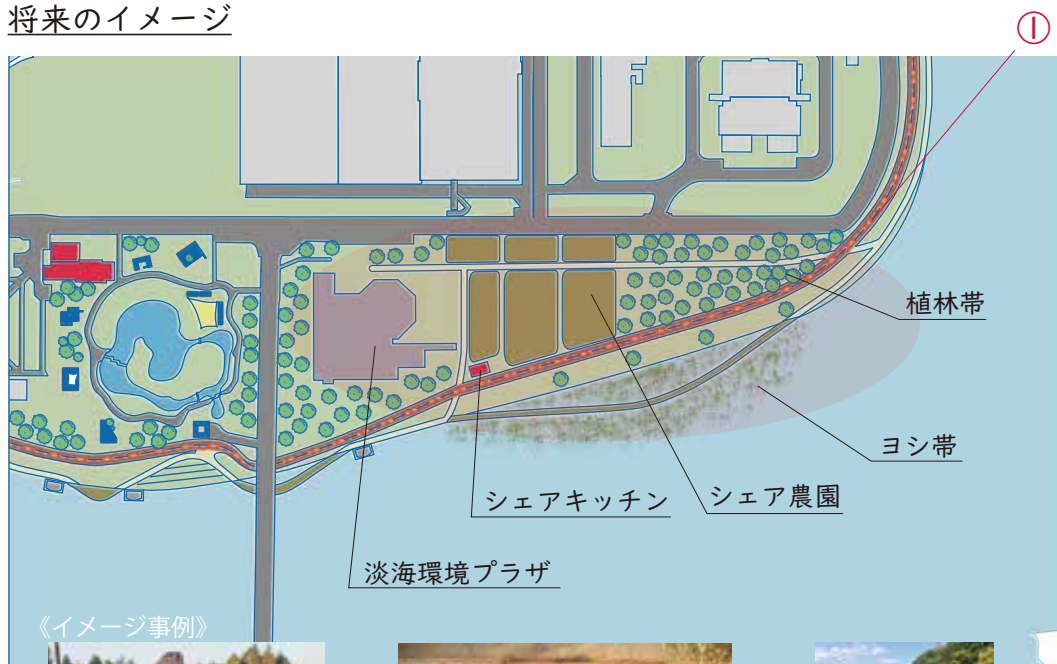 将来のイメージ
①
植林帯
ヨシ帯
シェア農園
シェアキッチン
淡海環境プラザ
《イメージ事例》